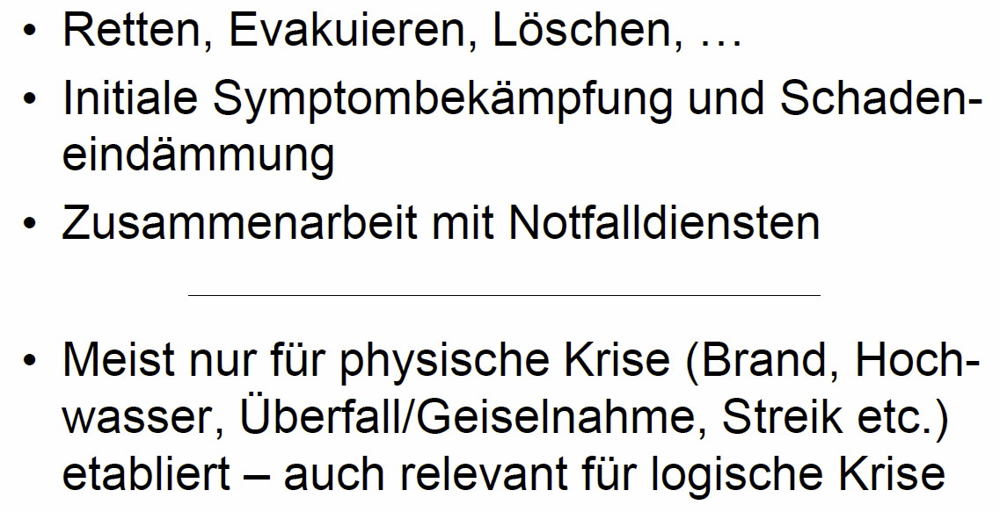 • Retten, Evakuieren, Löschen, …
• Initiale Symptombekämpfung und Schaden-
eindämmung
• Zusammenarbeit mit Notfalldiensten
• Meist nur für physische Krise (Brand, Hoch-
wasser, Überfall/Geiselnahme, Streik etc.)
etabliert – auch relevant für logische Krise